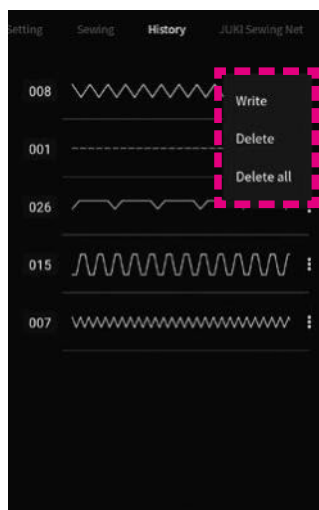 Setting Sewing History JUKI Sewing Net
008
Write
001
Delete
Delete all
026
015
007